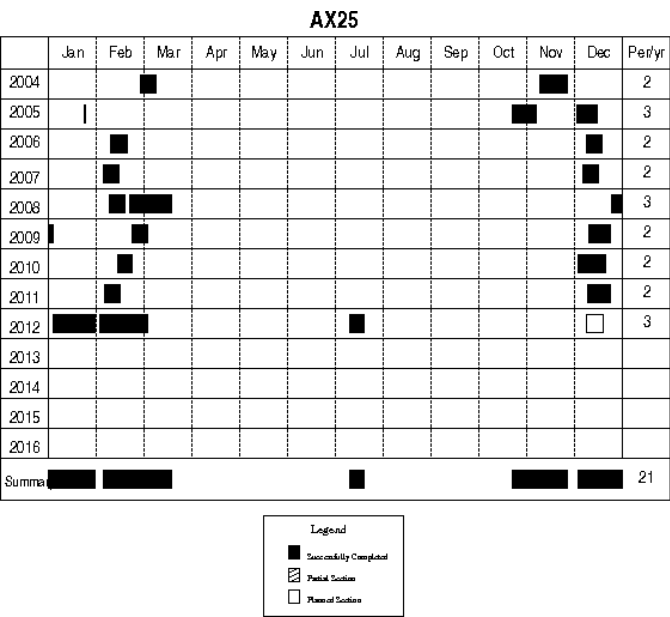 AX25
Jan Feb Mar Apr May Jun Jul Aug Sep Oct Nov Dec Per/yr
2004 2
2005 3
2006 2
2007 2
2008 3
2009 2
2010 2
2011 2
2012 3
2013
2014
2015
2016
Summa 21
Legend
Successfully Completed
Partial Section
Planned Section